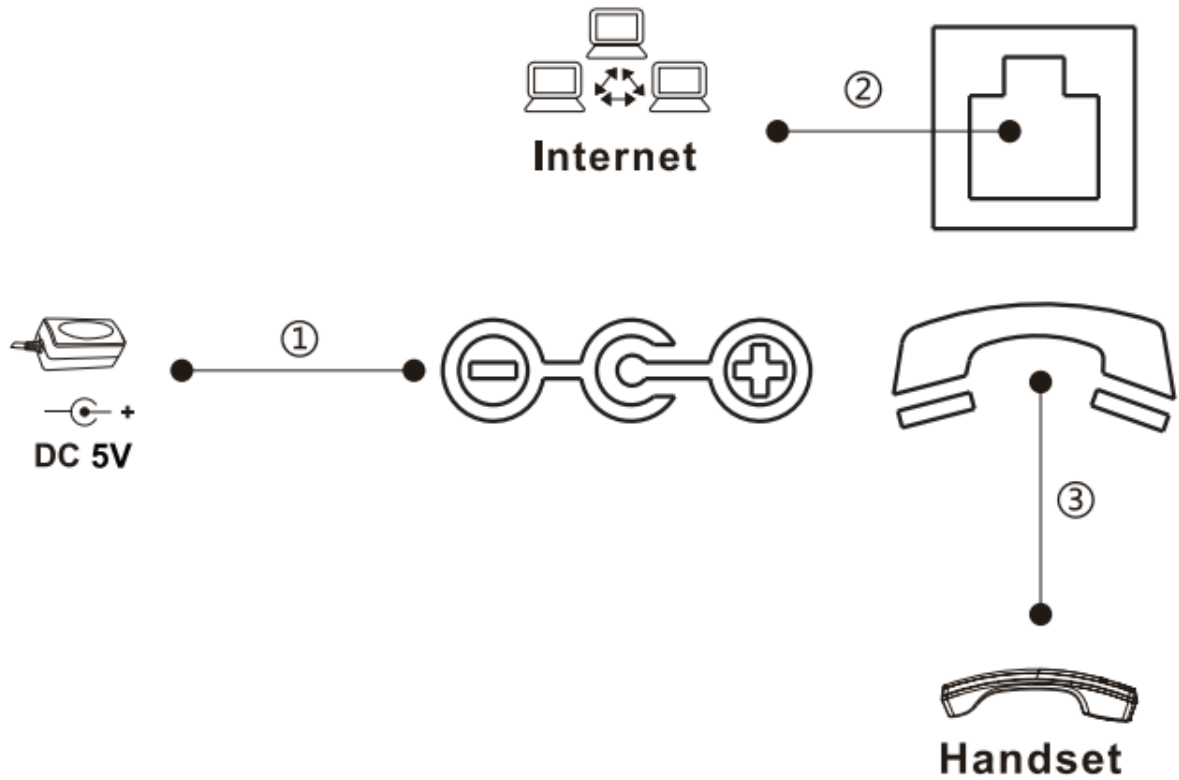 ②
Internet
①
+
DC 5V
③
Handset